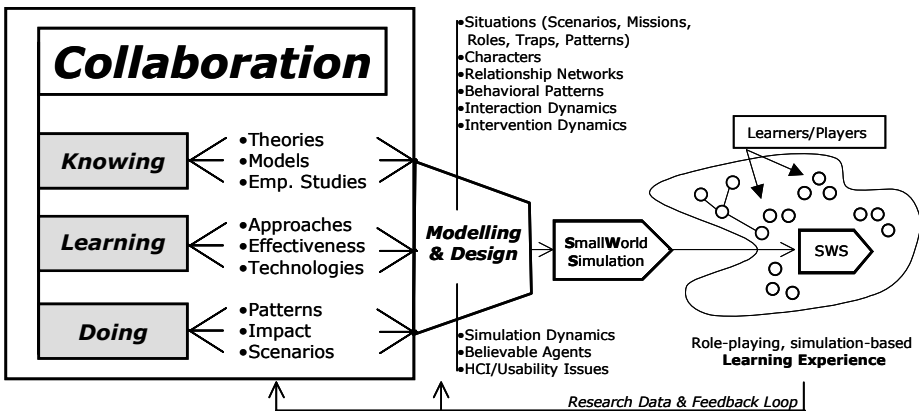 Collaboration
Knowing
•Theories
•Models
•Emp. Studies
Learning
•Approaches
•Effectiveness
•Technologies
Doing
•Patterns
•Impact
•Scenarios
•Situations (Scenarios, Missions,
Roles, Traps, Patterns)
•Characters
•Relationship Networks
•Behavioral Patterns
•Interaction Dynamics
•Intervention Dynamics
Modelling
& Design
•Simulation Dynamics
•Believable Agents
•HCI/Usability Issues
SmallWorld
Simulation
Learners/Players
SWS
Role-playing, simulation-based
Learning Experience
Research Data & Feedback Loop